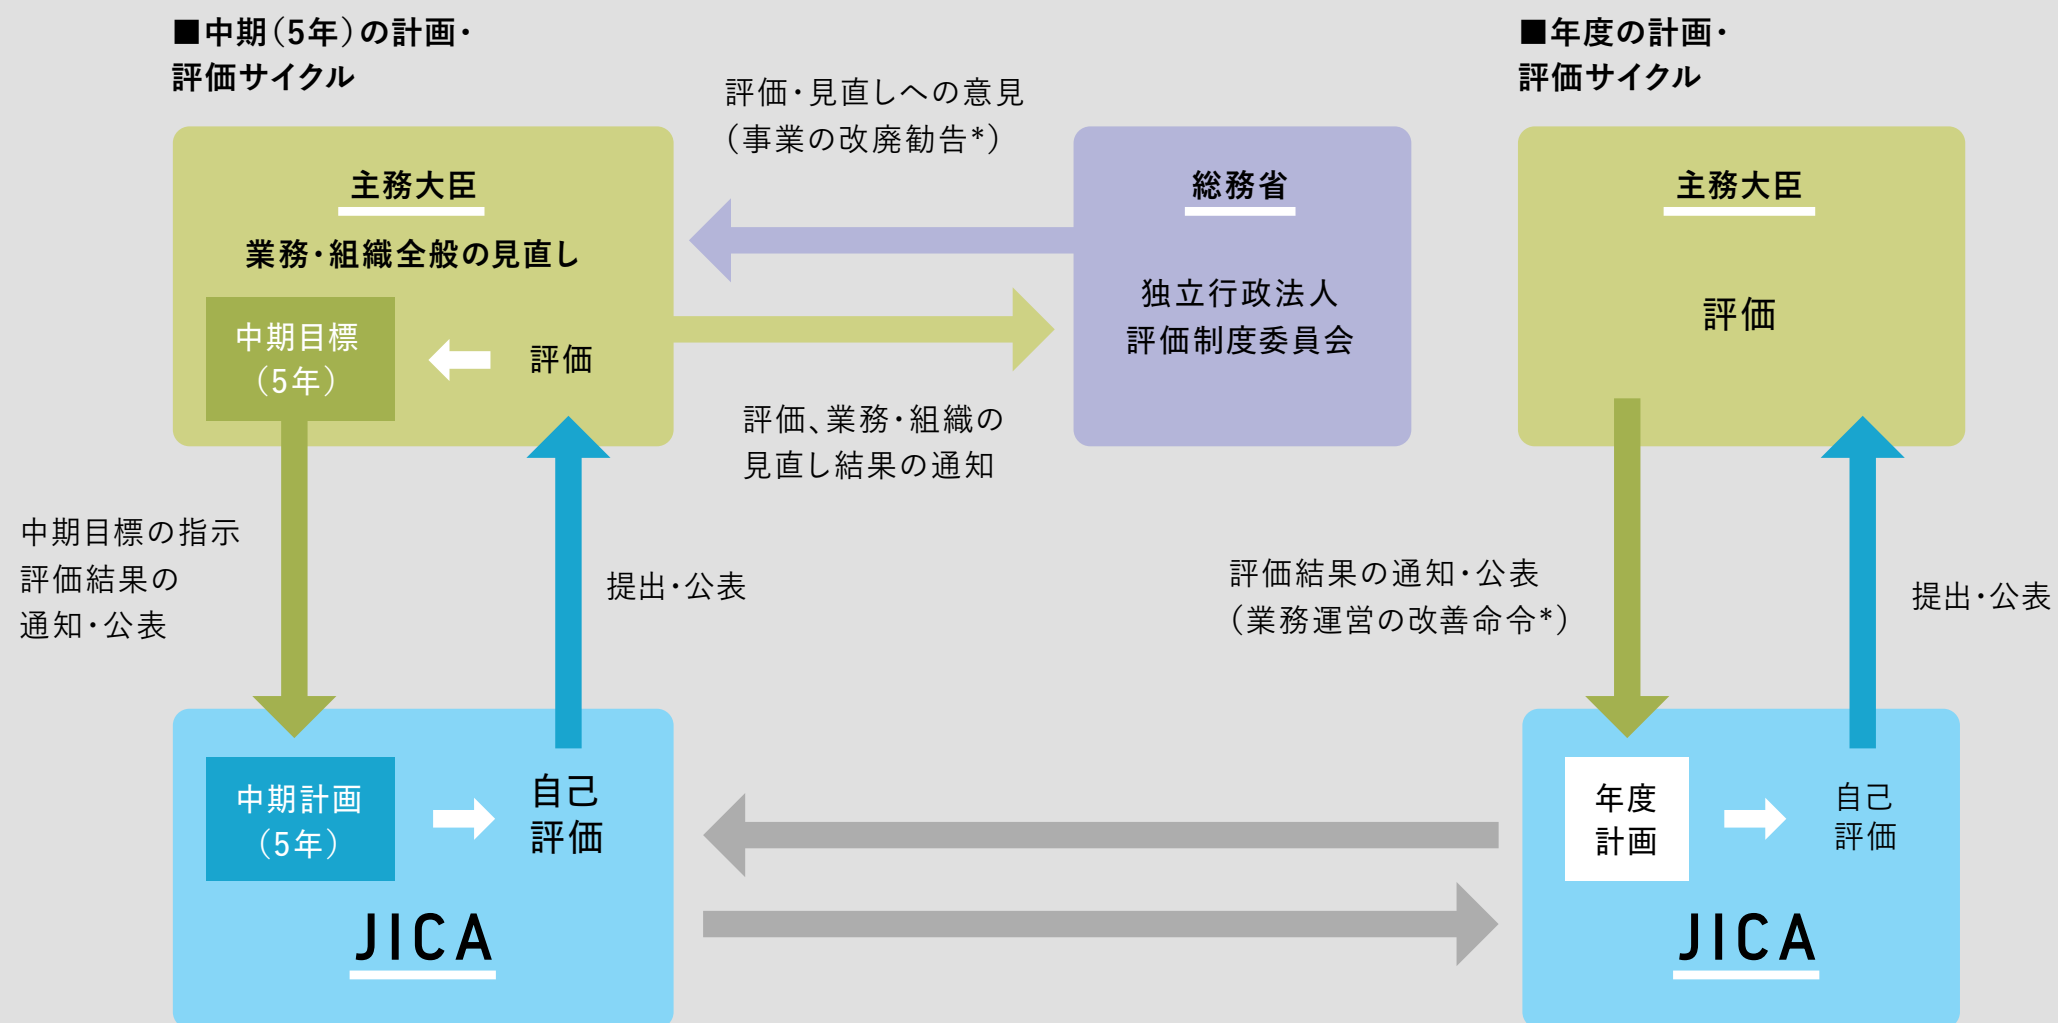 ■中期(5年)の計画・
評価サイクル
主務大臣
業務・組織全般の見直し
中期目標
(5年)
評価
評価・見直しへの意見
(事業の改廃勧告*)
総務省
独立行政法人
評価制度委員会
評価、業務・組織の
見直し結果の通知
中期目標の指示
評価結果の
通知・公表
提出・公表
中期計画
(5年)
自己
評価
JICA
■年度の計画・
評価サイクル
主務大臣
評価
評価結果の通知・公表
(業務運営の改善命令*)
提出・公表
年度
計画
自己
評価
JICA